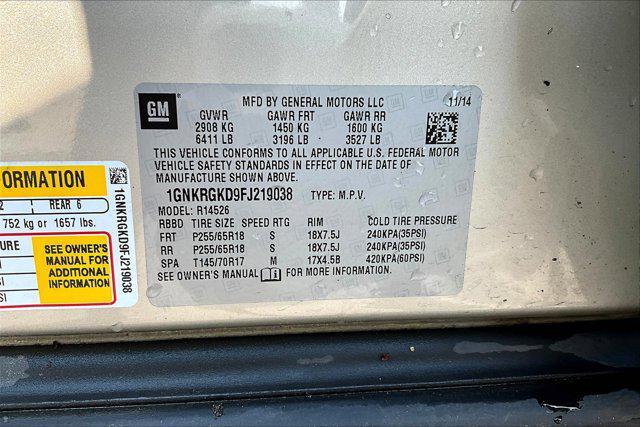 GM
MFD BY GENERAL MOTORS LLC 11/14
GVWR GAWR FRT GAWR RR
2908 KG 1450 KG 1600 KG
6411 LB 3196 LB 3527 LB
THIS VEHICLE CONFORMS TO ALL APPLICABLE U.S. FEDERAL MOTOR
VEHICLE SAFETY STANDARDS IN EFFECT ON THE DATE OF
MANUFACTURE SHOWN ABOVE.
1GNKRGKD9FJ219038 TYPE: M.P.V.
MODEL: R14526
RBBD TIRE SIZE SPEED RTG RIM COLD TIRE PRESSURE
FRT P255/65R18 S 18X7.5J 240KPA(35PSI)
RR P255/65R18 S 18X7.5J 240KPA(35PSI)
SPA T145/70R17 M 17X4.5B 420KPA(60PSI)
SEE OWNER'S MANUAL FOR MORE INFORMATION.
ORMATION
2 REAR 6
752 kg or 1657 lbs.
SEE OWNER'S
MANUAL FOR
ADDITIONAL
INFORMATION
1GNKRGKD9FJ219038